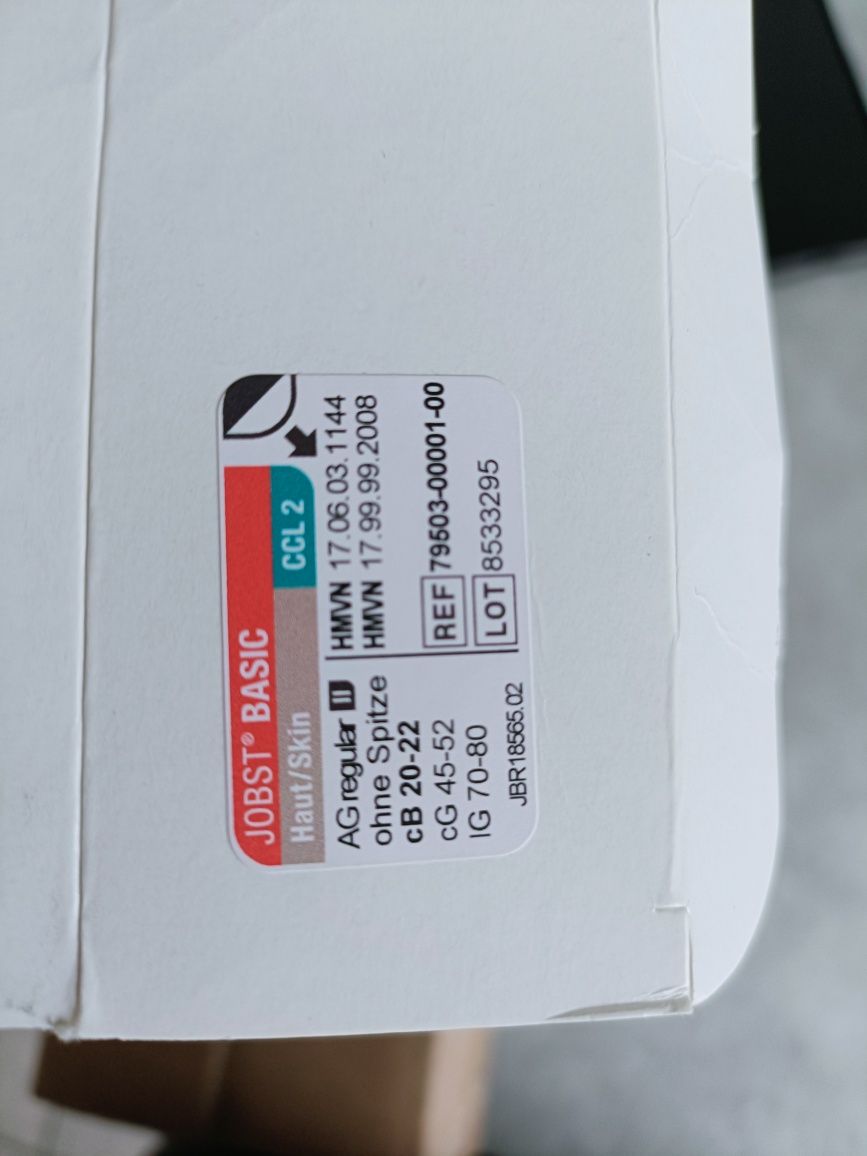 JOBST® BASIC
Haut/Skin
CCL 2
AG regular II
ohne Spitze
cB 20-22
cG 45-52
lG 70-80
JBR18565.02
HMVN 17.06.03.1144
HMVN 17.99.99.2008
REF 79503-00001-00
LOT 8533295